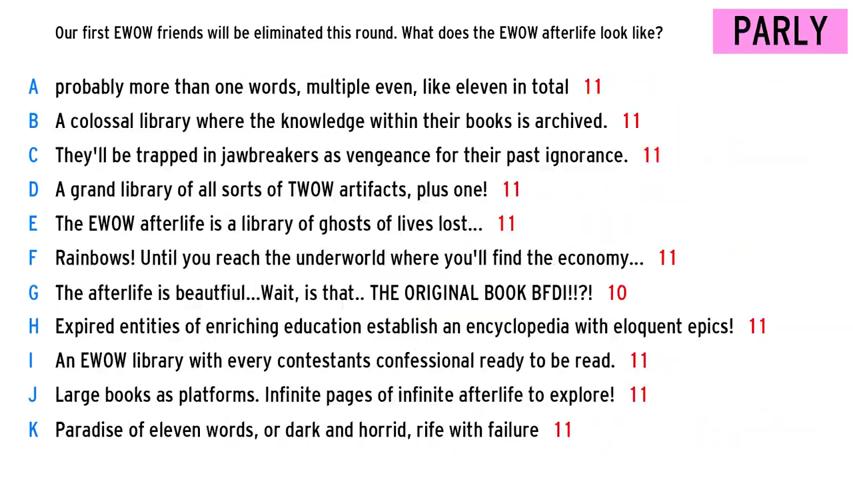 Our first EWOW friends will be eliminated this round. What does the EWOW afterlife look like?
PARLY
A probably more than one words, multiple even, like eleven in total 11
B A colossal library where the knowledge within their books is archived. 11
C They'll be trapped in jawbreakers as vengeance for their past ignorance. 11
D A grand library of all sorts of TWOW artifacts, plus one! 11
E The EWOW afterlife is a library of ghosts of lives lost... 11
F Rainbows! Until you reach the underworld where you'll find the economy... 11
G The afterlife is beautfiul...Wait, is that.. THE ORIGINAL BOOK BFDI!!?! 10
H Expired entities of enriching education establish an encyclopedia with eloquent epics! 11
I An EWOW library with every contestants confessional ready to be read. 11
J Large books as platforms. Infinite pages of infinite afterlife to explore! 11
K Paradise of eleven words, or dark and horrid, rife with failure 11